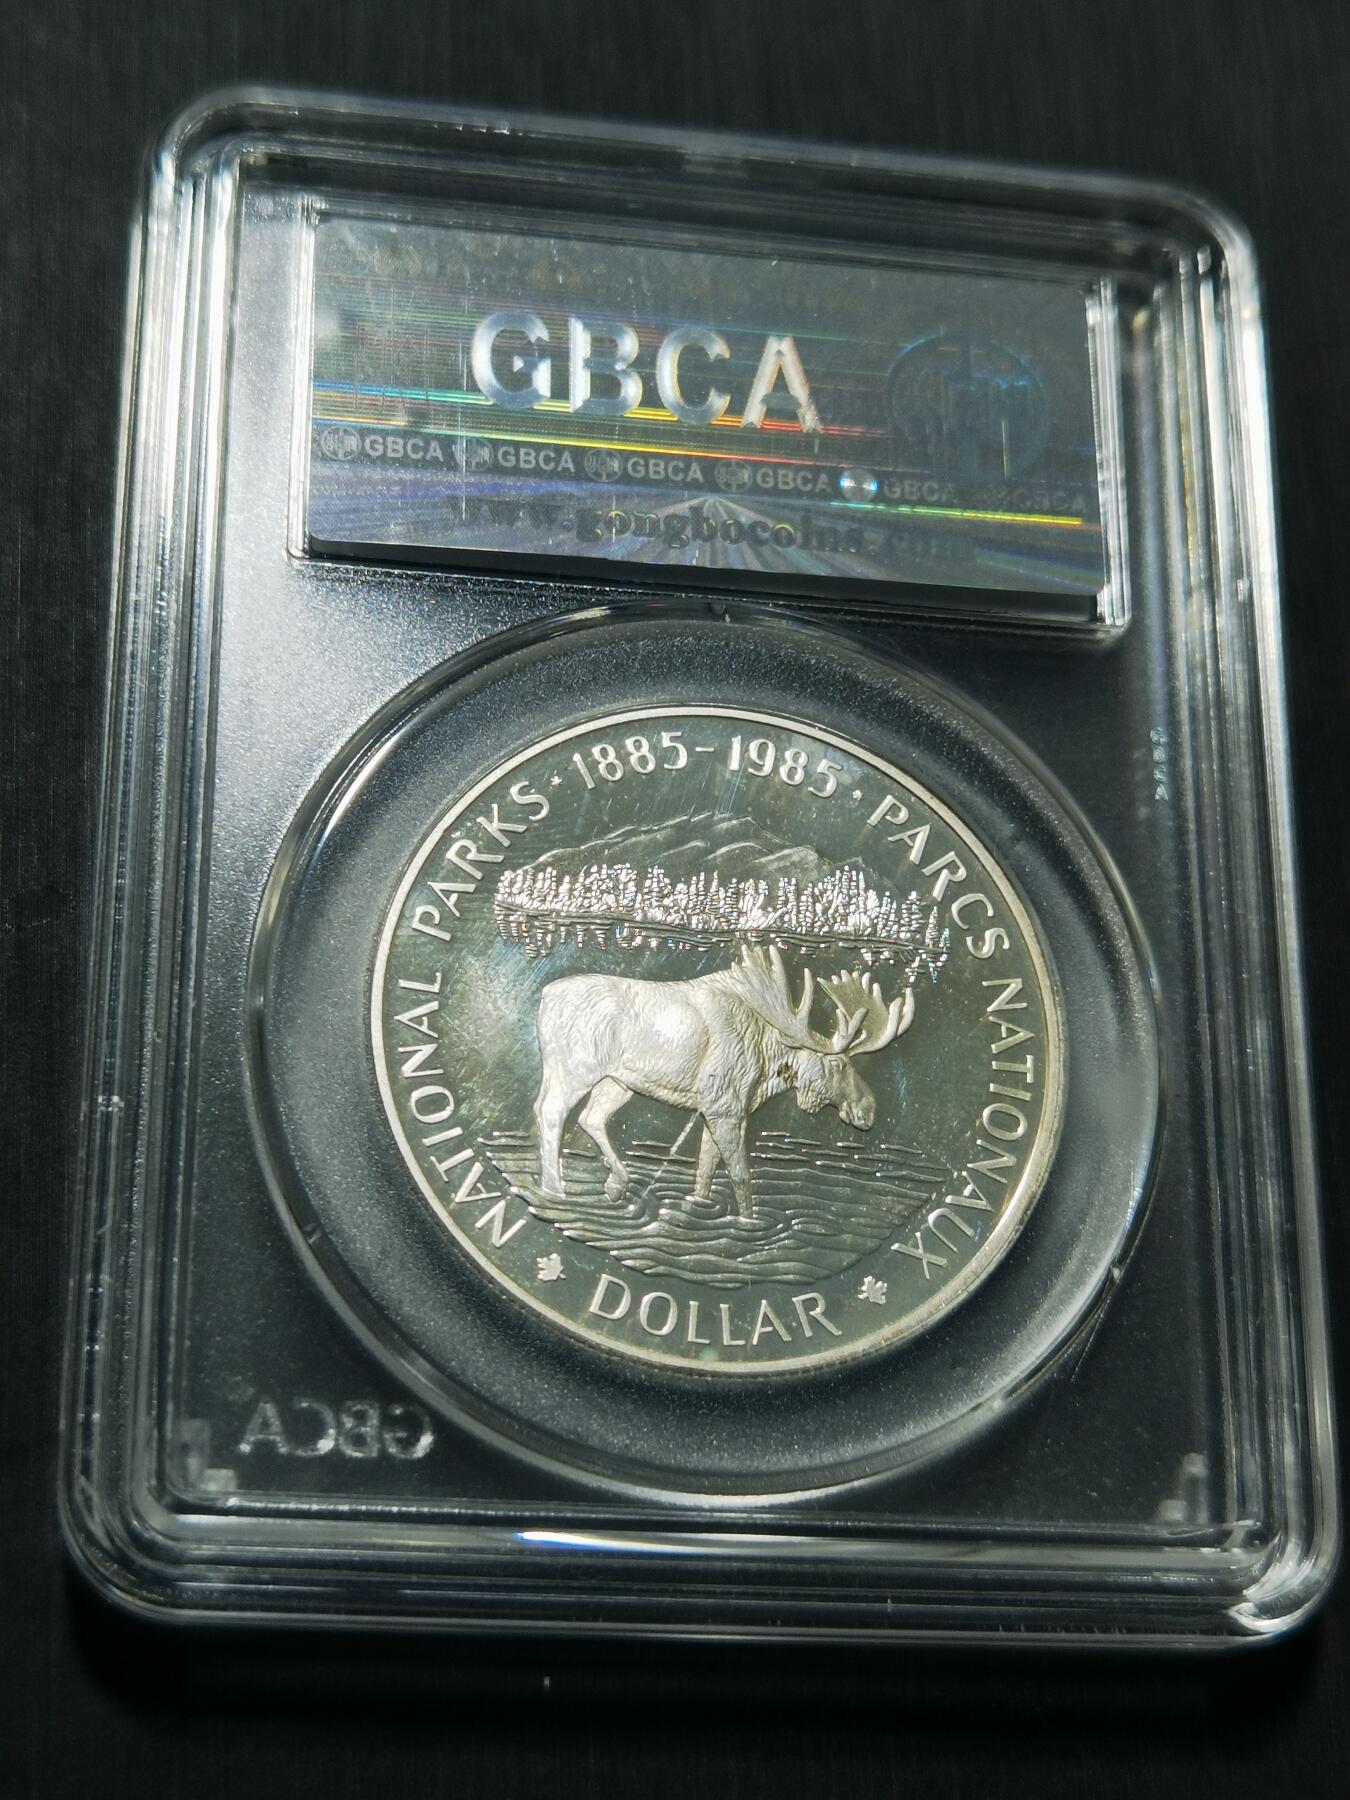 GBCA
GBCA GBCA GBCA GBCA GBCA GBCA
www.gongbocoins.com
NATIONAL PARKS · 1885-1985 · PARCS NATIONAUX
DOLLAR
GBCA